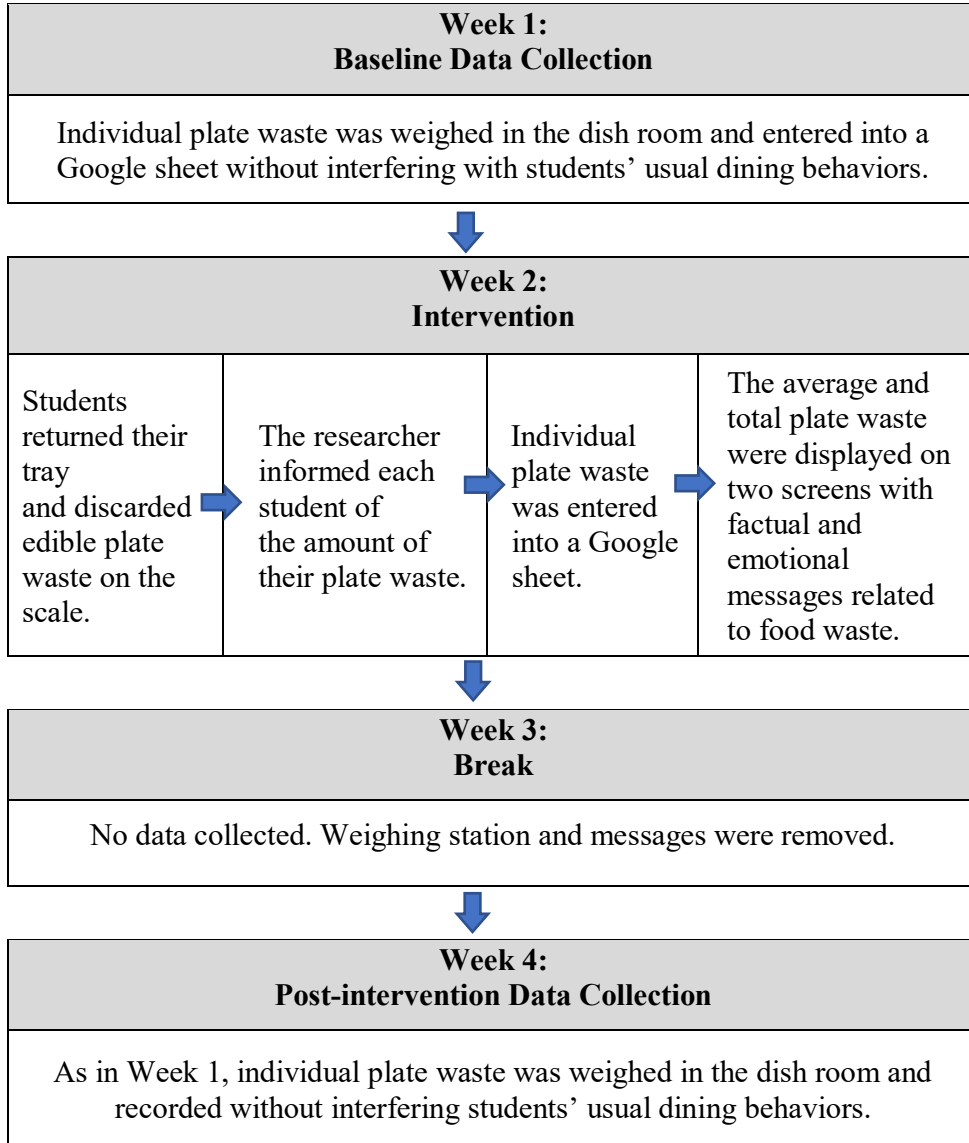 Week 1:
Baseline Data Collection
Individual plate waste was weighed in the dish room and entered into a
Google sheet without interfering with students’ usual dining behaviors.
Week 2:
Intervention
Students
returned their
tray
and discarded
edible plate
waste on the
scale.
The researcher
informed each
student of
the amount of
their plate waste.
Individual
plate waste
was entered
into a Google
sheet.
The average and
total plate waste
were displayed on
two screens with
factual and
emotional
messages related
to food waste.
Week 3:
Break
No data collected. Weighing station and messages were removed.
Week 4:
Post-intervention Data Collection
As in Week 1, individual plate waste was weighed in the dish room and
recorded without interfering students’ usual dining behaviors.